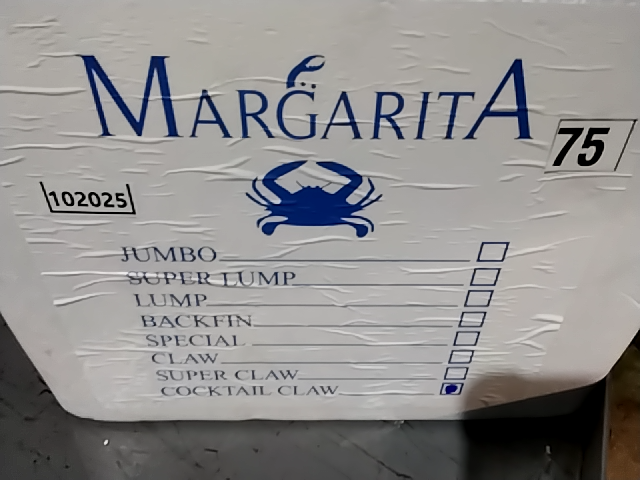 MARGARITA
75
102025
JUMBO
SUPER LUMP
LUMP
BACKFIN
SPECIAL
CLAW
SUPER CLAW
COCKTAIL CLAW